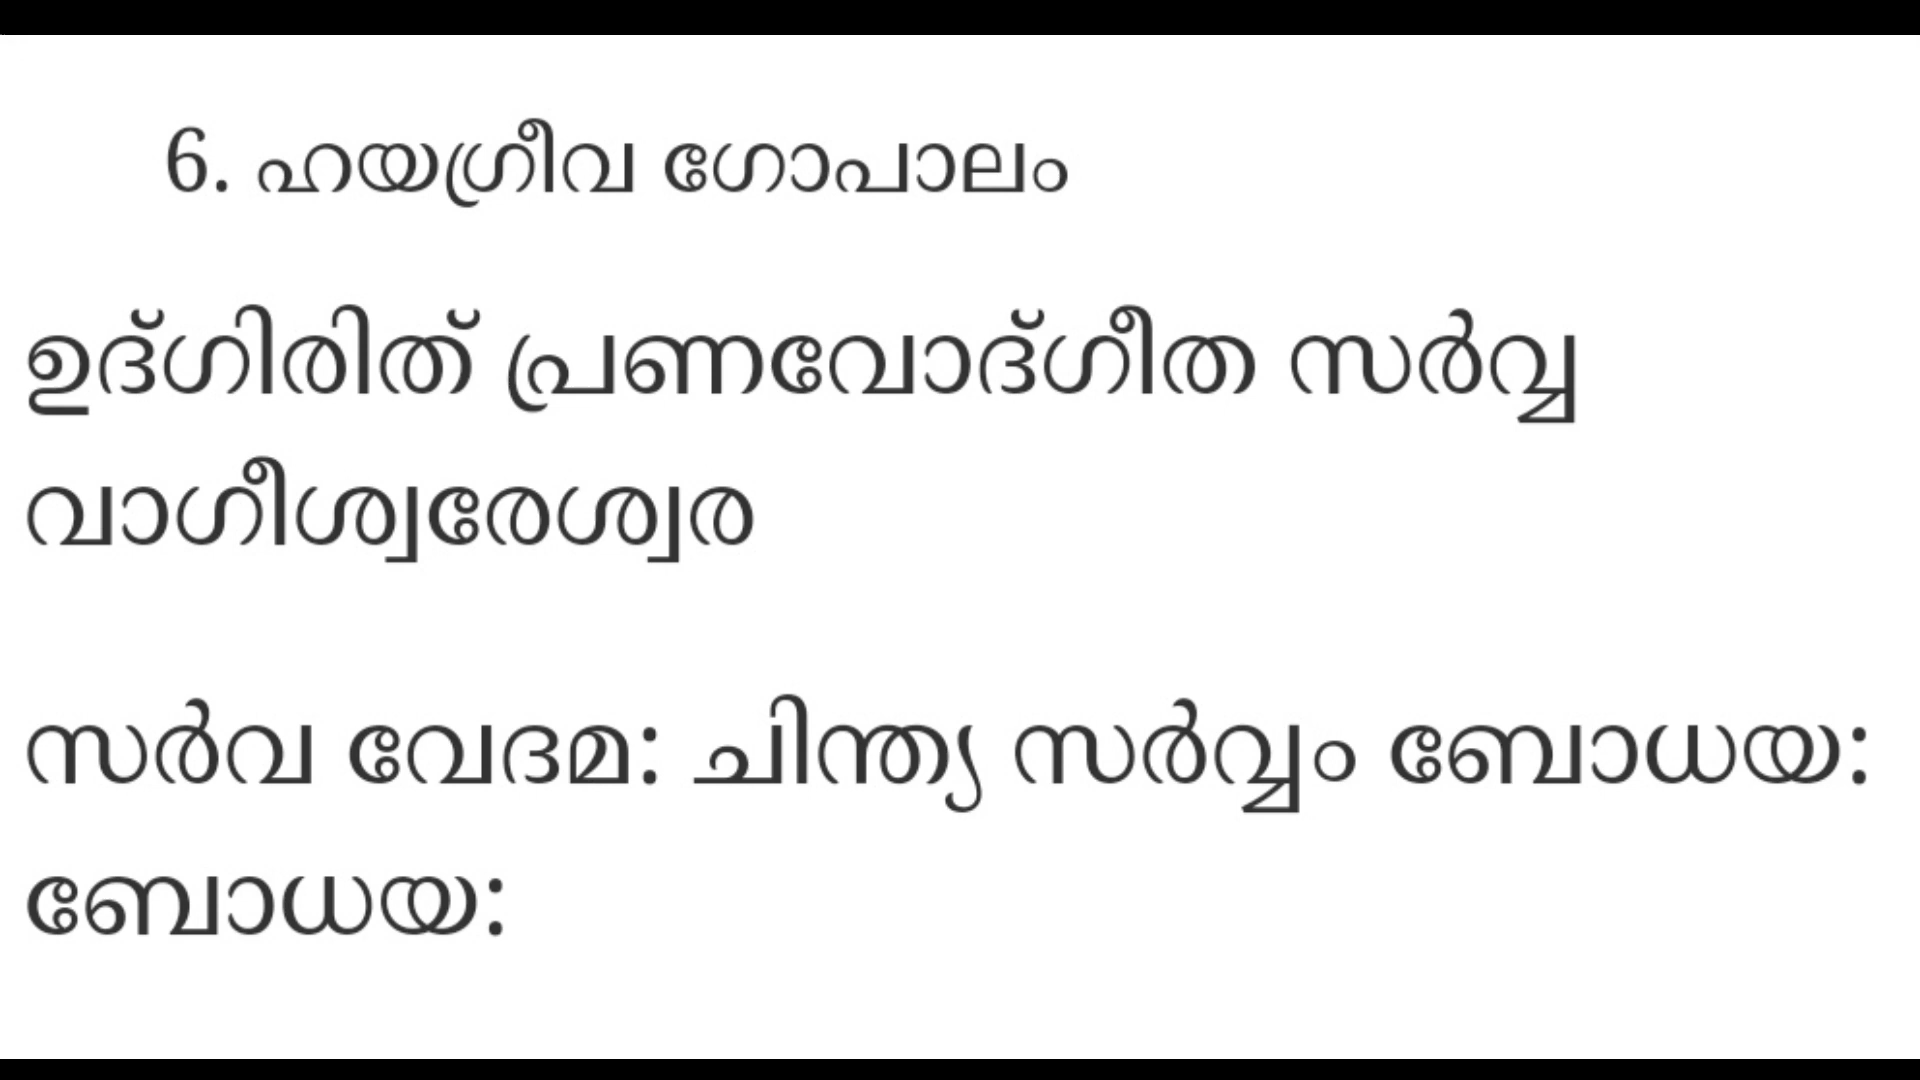 6. ഹയഗ്രീവ ഗോപാലം
ഉദ്ഗിരിത് പ്രണവോദ്ഗീത സർവ്വ
വാഗീശ്വരേശ്വര
സർവ വേദമ: ചിന്ത്യ സർവ്വം ബോധയ:
ബോധയ: